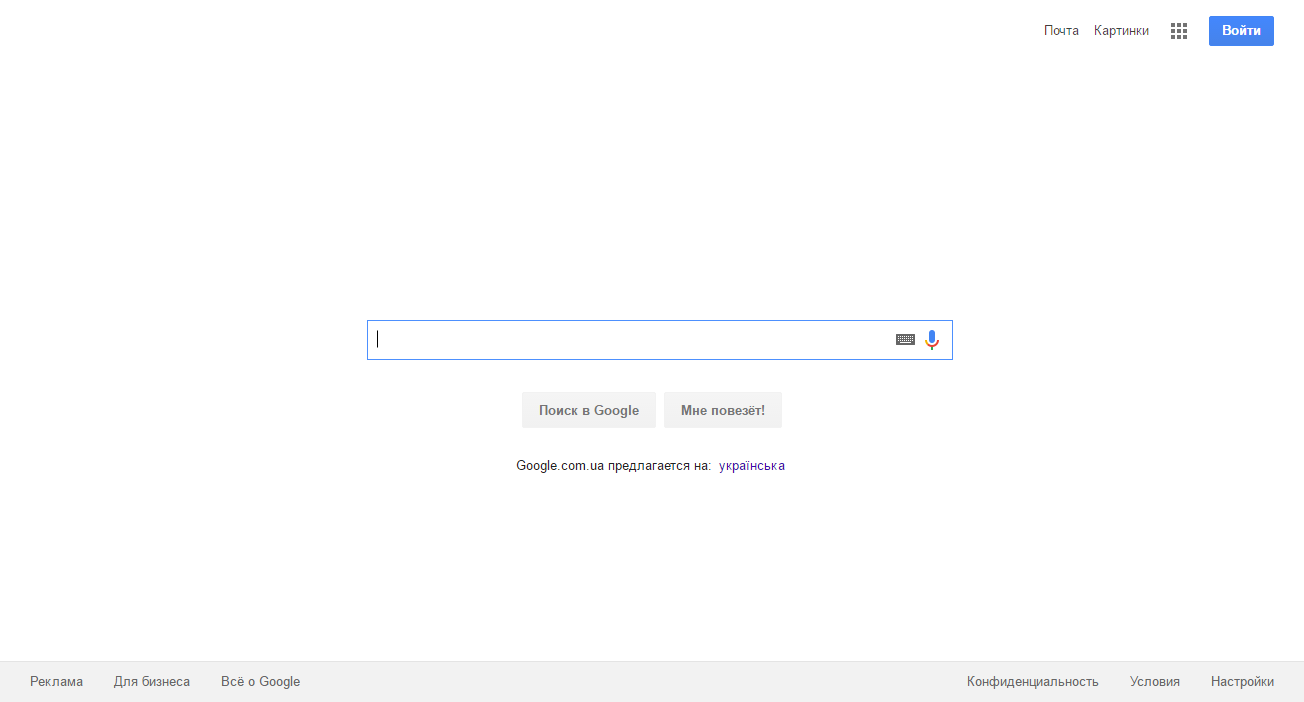 Почта Картинки Войти
Поиск в Google Мне повезёт!
Google.com.ua предлагается на: українська
Реклама Для бизнеса Всё о Google Конфиденциальность Условия Настройки